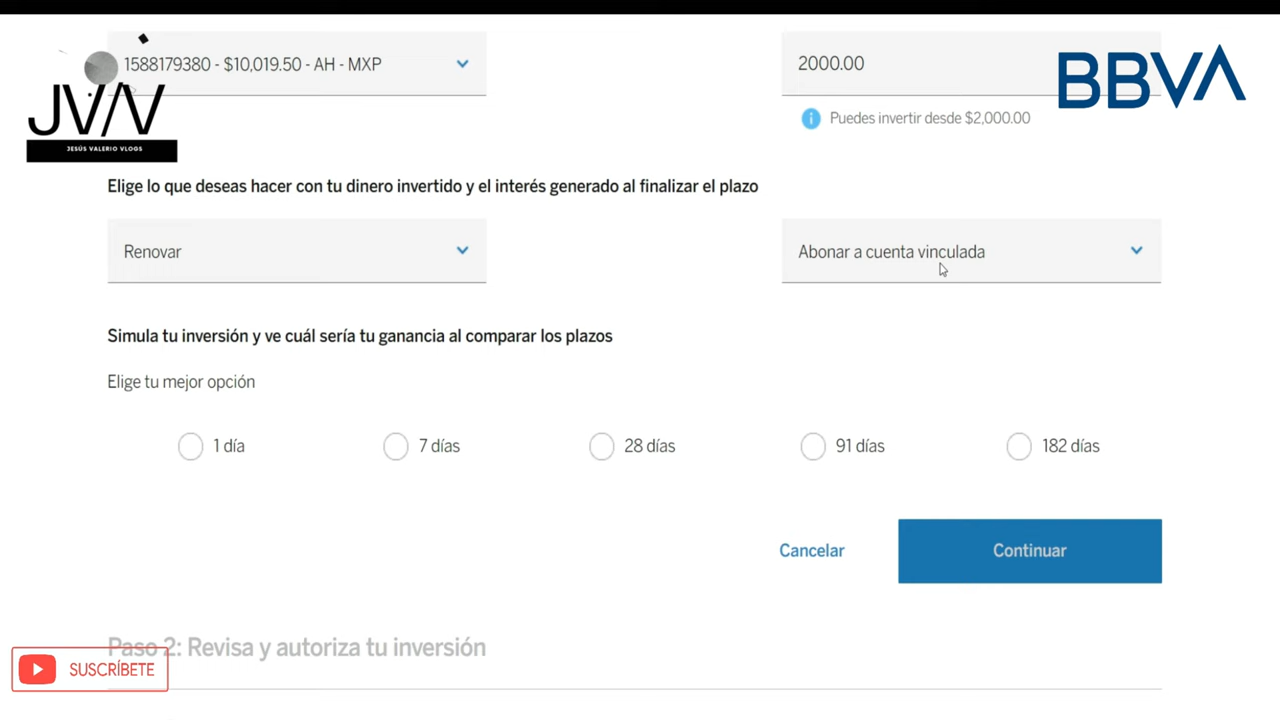 1588179380 - $10,019.50 - AH - MXP
2000.00
BBVA
JVV
JESÚS VALERIO VLOGS
Puedes invertir desde $2,000.00
Elige lo que deseas hacer con tu dinero invertido y el interés generado al finalizar el plazo
Renovar
Abonar a cuenta vinculada
Simula tu inversión y ve cuál sería tu ganancia al comparar los plazos
Elige tu mejor opción
1 día
7 días
28 días
91 días
182 días
Cancelar
Continuar
Paso 2: Revisa y autoriza tu inversión
SUSCRÍBETE